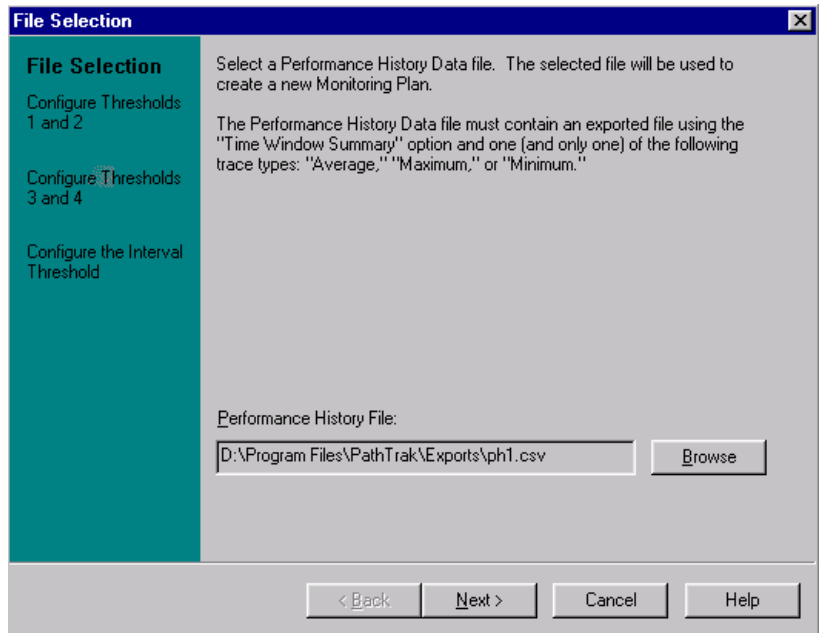 File Selection
File Selection
Configure Thresholds
1 and 2
Configure Thresholds
3 and 4
Configure the Interval
Threshold
Select a Performance History Data file.  The selected file will be used to
create a new Monitoring Plan.
The Performance History Data file must contain an exported file using the
"Time Window Summary" option and one (and only one) of the following
trace types: "Average," "Maximum," or "Minimum."
Performance History File:
D:\Program Files\PathTrak\Exports\ph1.csv
Browse
< Back
Next >
Cancel
Help